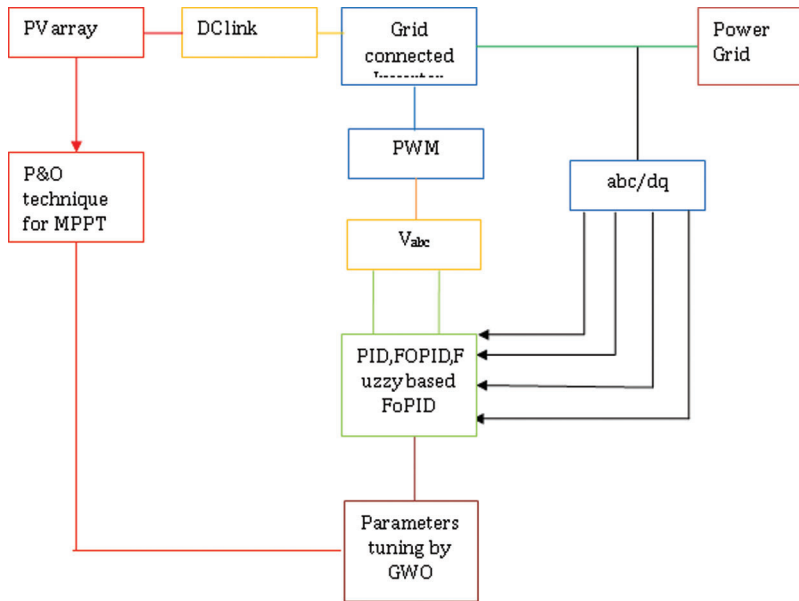 PV array
DC link
Grid
connected
Power
Grid
P&O
technique
for MPPT
PWM
abc/dq
Vabc
PID,FOPID,F
uzzy based
FoPID
Parameters
tuning by
GWO